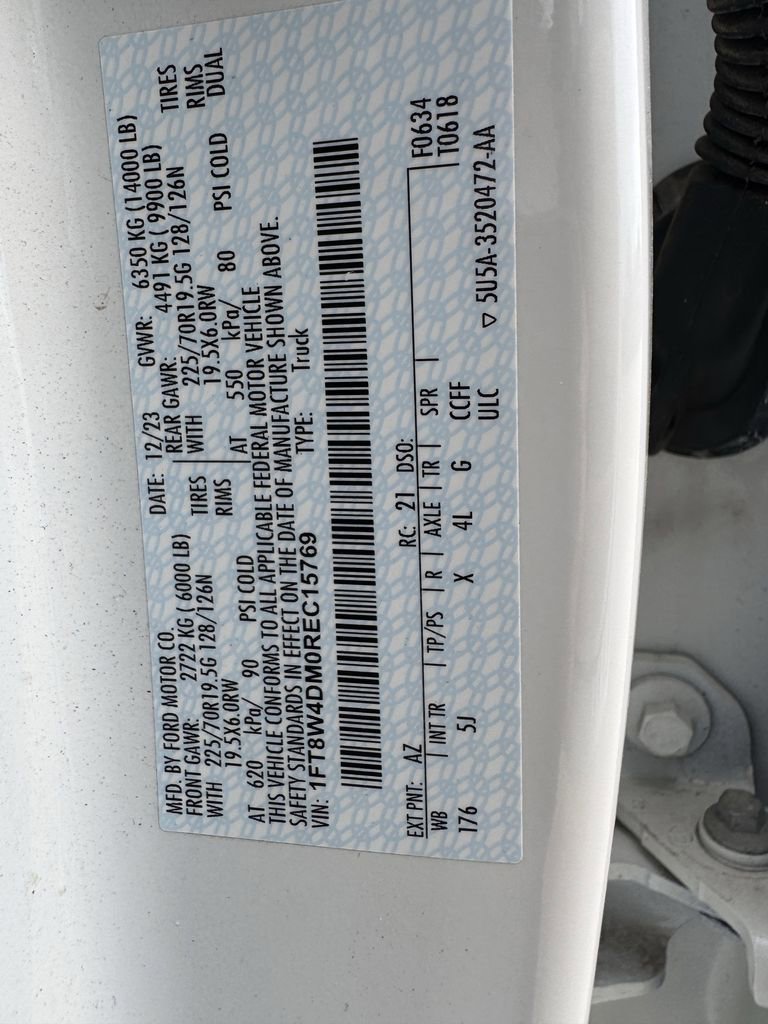 MFD. BY FORD MOTOR CO.
DATE: 12/23 GVWR: 6350 KG (14000 LB)
FRONT GAWR: 2722 KG ( 6000 LB)
REAR GAWR: 4491 KG ( 9900 LB)
WITH 225/70R19.5G 128/126N TIRES
WITH 225/70R19.5G 128/126N TIRES
19.5X6.0RW RIMS
19.5X6.0RW RIMS
AT 620 kPa/ 90 PSI COLD
AT 550 kPa/ 80 PSI COLD DUAL
THIS VEHICLE CONFORMS TO ALL APPLICABLE FEDERAL MOTOR VEHICLE
SAFETY STANDARDS IN EFFECT ON THE DATE OF MANUFACTURE SHOWN ABOVE.
VIN: 1FT8W4DM0REC15769 TYPE: Truck
EXT PNT: AZ RC: 21 DSO: F0634
WB INT TR TP/PS R AXLE TR SPR T0618
176 5J X 4L G CCFF
ULC ▽ 5U5A-3520472-AA